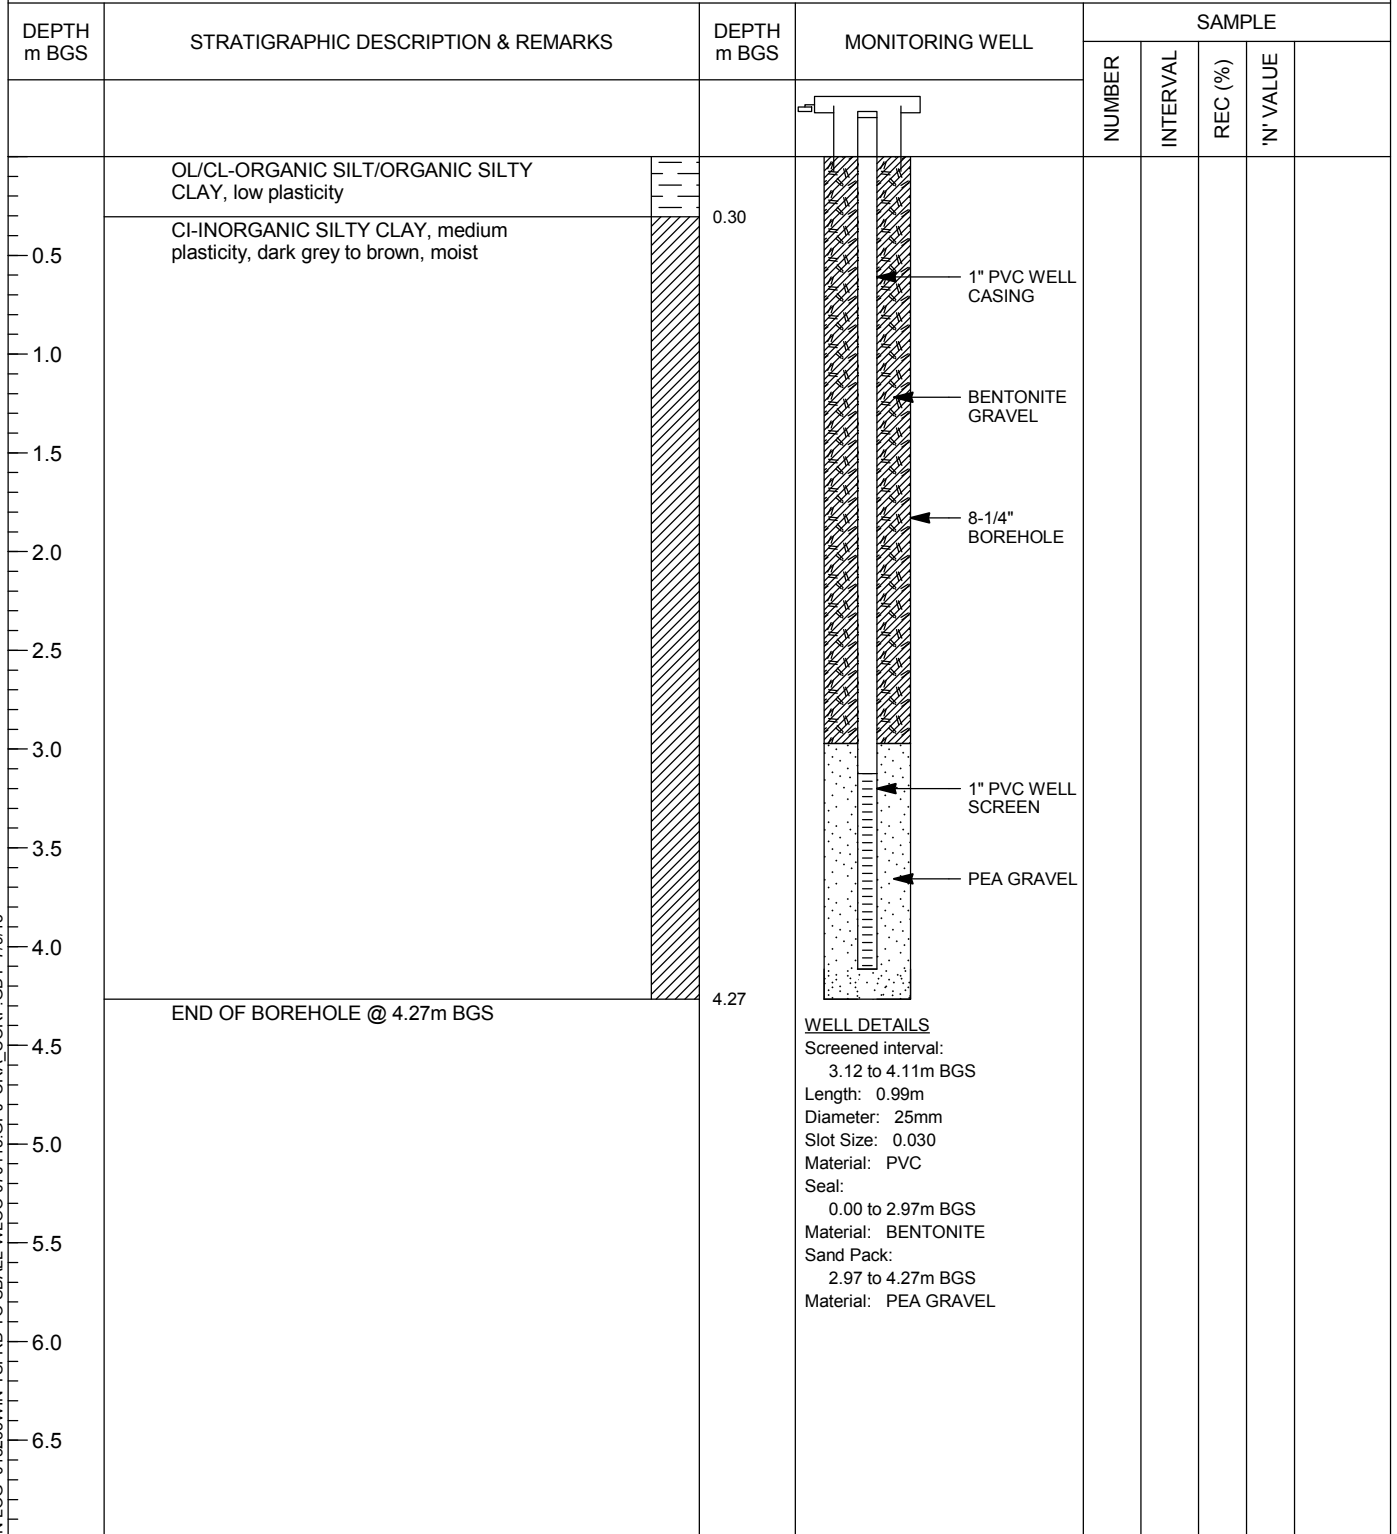 DEPTH
m BGS
STRATIGRAPHIC DESCRIPTION & REMARKS
DEPTH
m BGS
MONITORING WELL
SAMPLE
NUMBER
INTERVAL
REC (%)
'N' VALUE
OL/CL-ORGANIC SILT/ORGANIC SILTY
CLAY, low plasticity
0.30
CI-INORGANIC SILTY CLAY, medium
plasticity, dark grey to brown, moist
0.5
1.0
1.5
2.0
2.5
3.0
3.5
4.0
4.5
5.0
5.5
6.0
6.5
1" PVC WELL
CASING
BENTONITE
GRAVEL
8-1/4"
BOREHOLE
1" PVC WELL
SCREEN
PEA GRAVEL
4.27
END OF BOREHOLE @ 4.27m BGS
WELL DETAILS
Screened interval:
3.12 to 4.11m BGS
Length: 0.99m
Diameter: 25mm
Slot Size: 0.030
Material: PVC
Seal:
0.00 to 2.97m BGS
Material: BENTONITE
Sand Pack:
2.97 to 4.27m BGS
Material: PEA GRAVEL